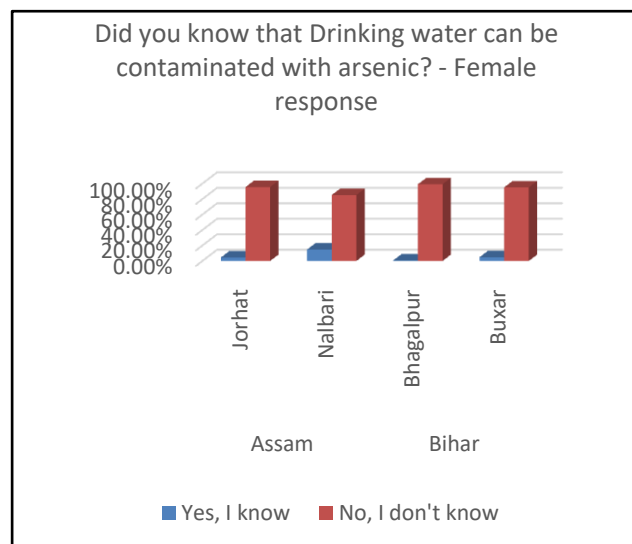 Did you know that Drinking water can be
contaminated with arsenic? - Female
response
100.00%
80.00%
60.00%
40.00%
20.00%
0.00%
Jorhat
Nalbari
Bhagalpur
Buxar
Assam Bihar
Yes, I know No, I don't know